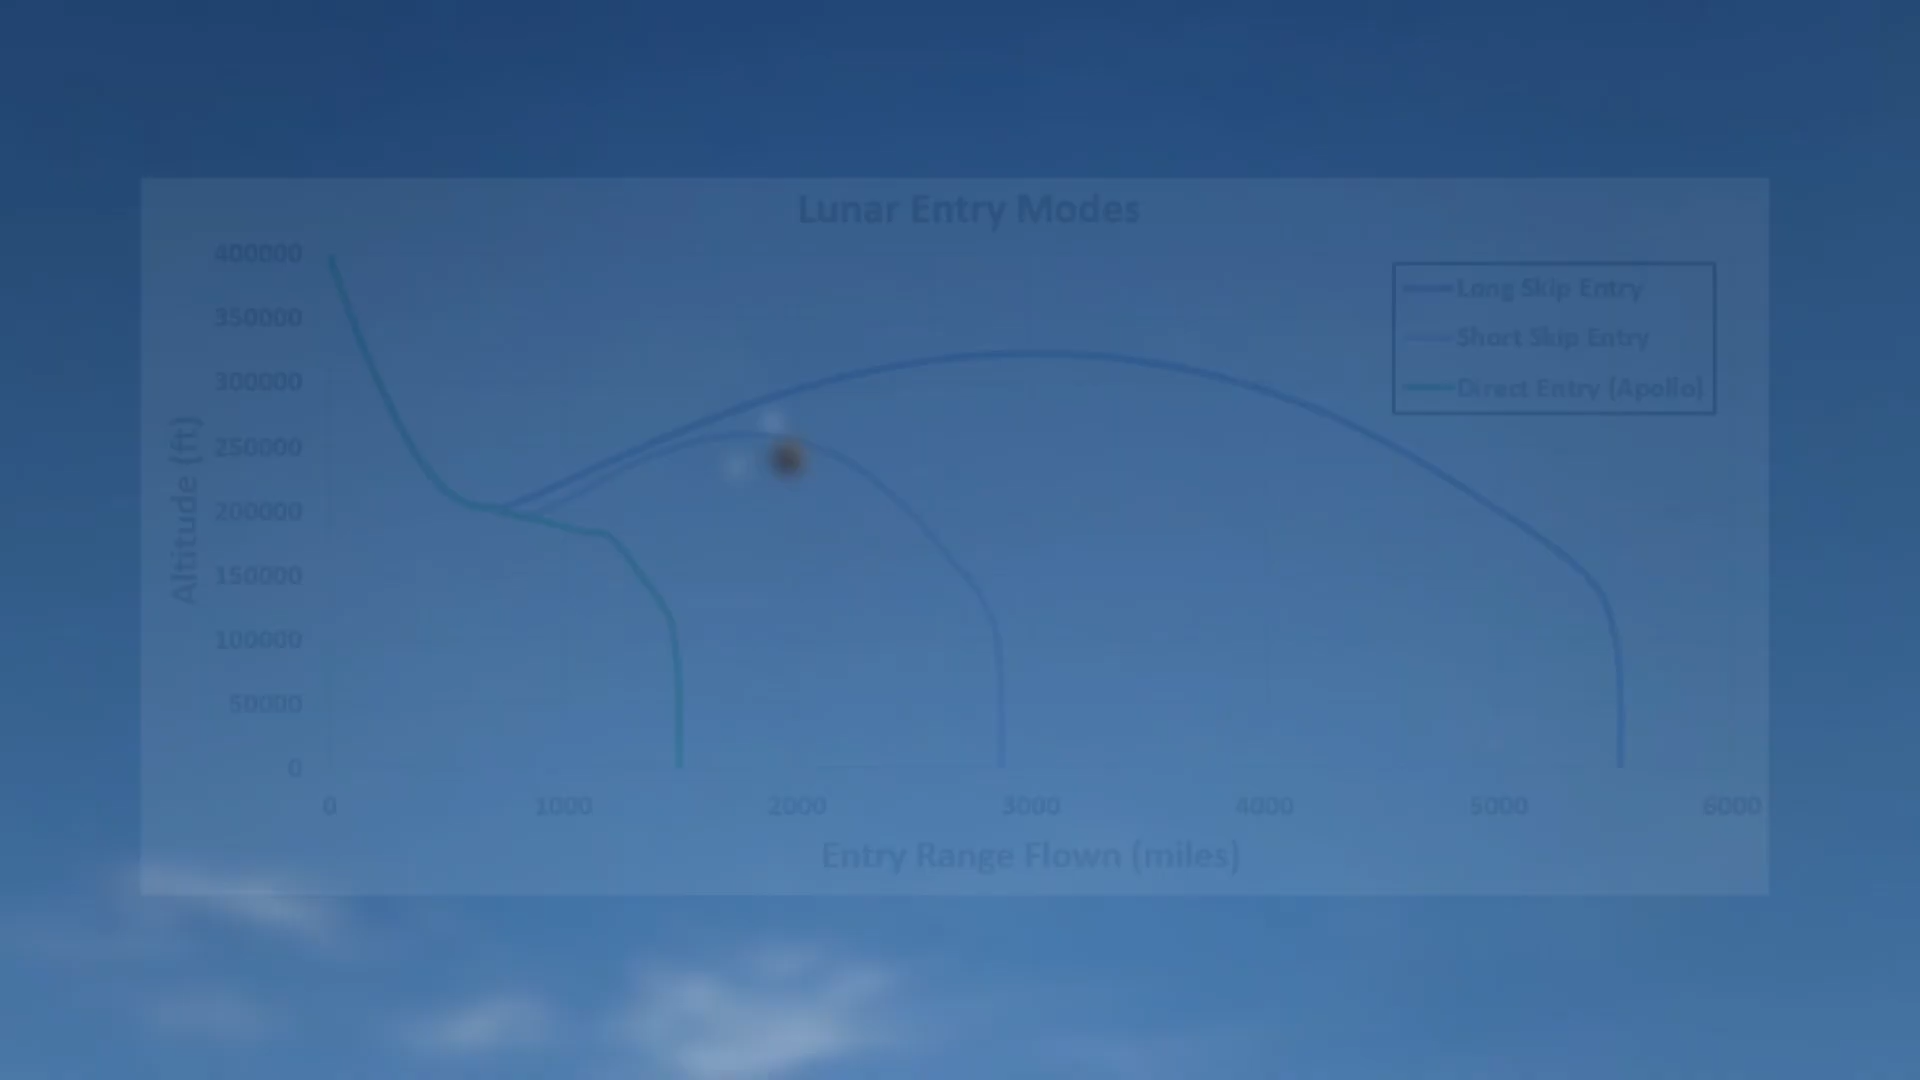 Lunar Entry Modes
400000
350000
300000
250000
200000
150000
100000
50000
0
Altitude (ft)
Long Skip Entry
Short Skip Entry
Direct Entry (Apollo)
0 1000 2000 3000 4000 5000 6000
Entry Range Flown (miles)